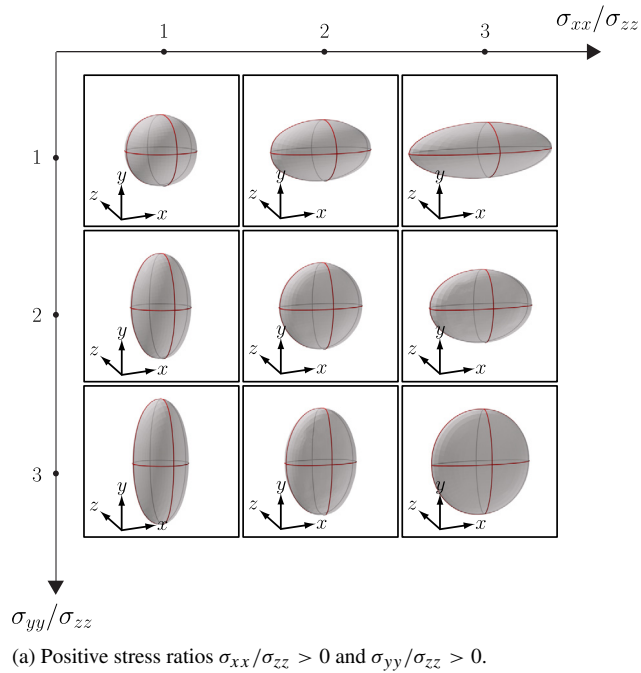 σxx/σzz
1 2 3
1
y
z
x
y
z
x
y
z
x
2
y
z
x
y
z
x
y
z
x
3
y
z
x
y
z
x
y
z
x
σyy/σzz
(a) Positive stress ratios σxx/σzz > 0 and σyy/σzz > 0.